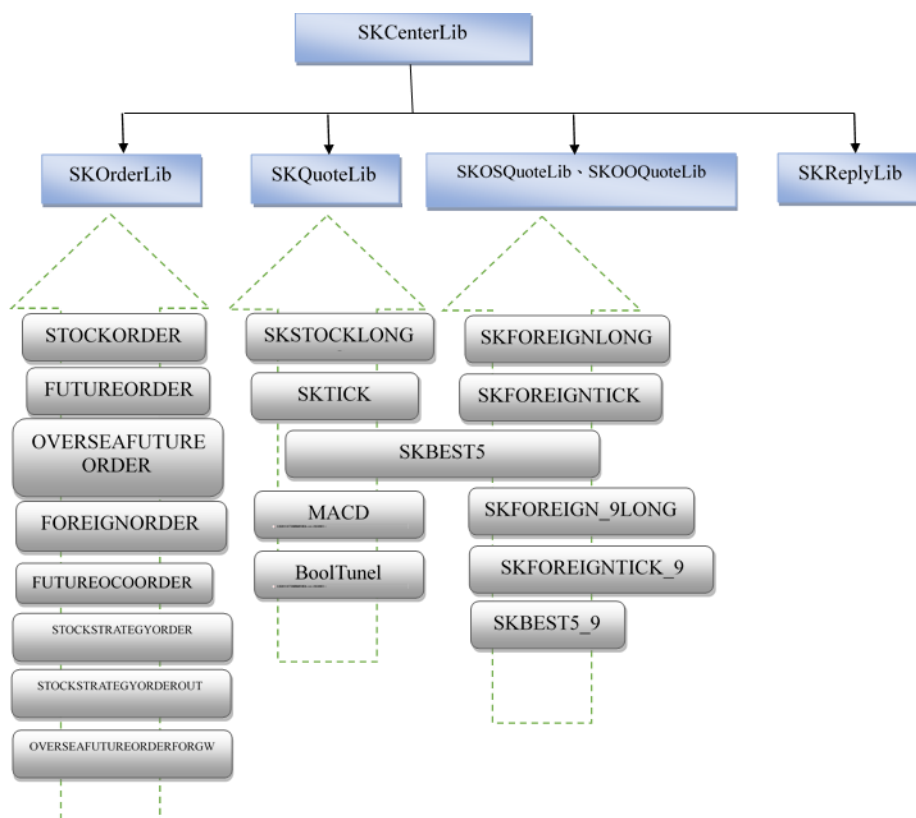 SKCenterLib
SKOrderLib
SKQuoteLib
SKOSQuoteLib、SKOOQuoteLib
SKReplyLib
STOCKORDER
FUTUREORDER
OVERSEAFUTURE
ORDER
FOREIGNORDER
FUTUREOCOORDER
STOCKSTRATEGYORDER
STOCKSTRATEGYORDEROUT
OVERSEAFUTUREORDERFORGW
SKSTOCKLONG
SKTICK
SKBEST5
MACD
BoolTunel
SKFOREIGNLONG
SKFOREIGNTICK
SKFOREIGN_9LONG
SKFOREIGNTICK_9
SKBEST5_9